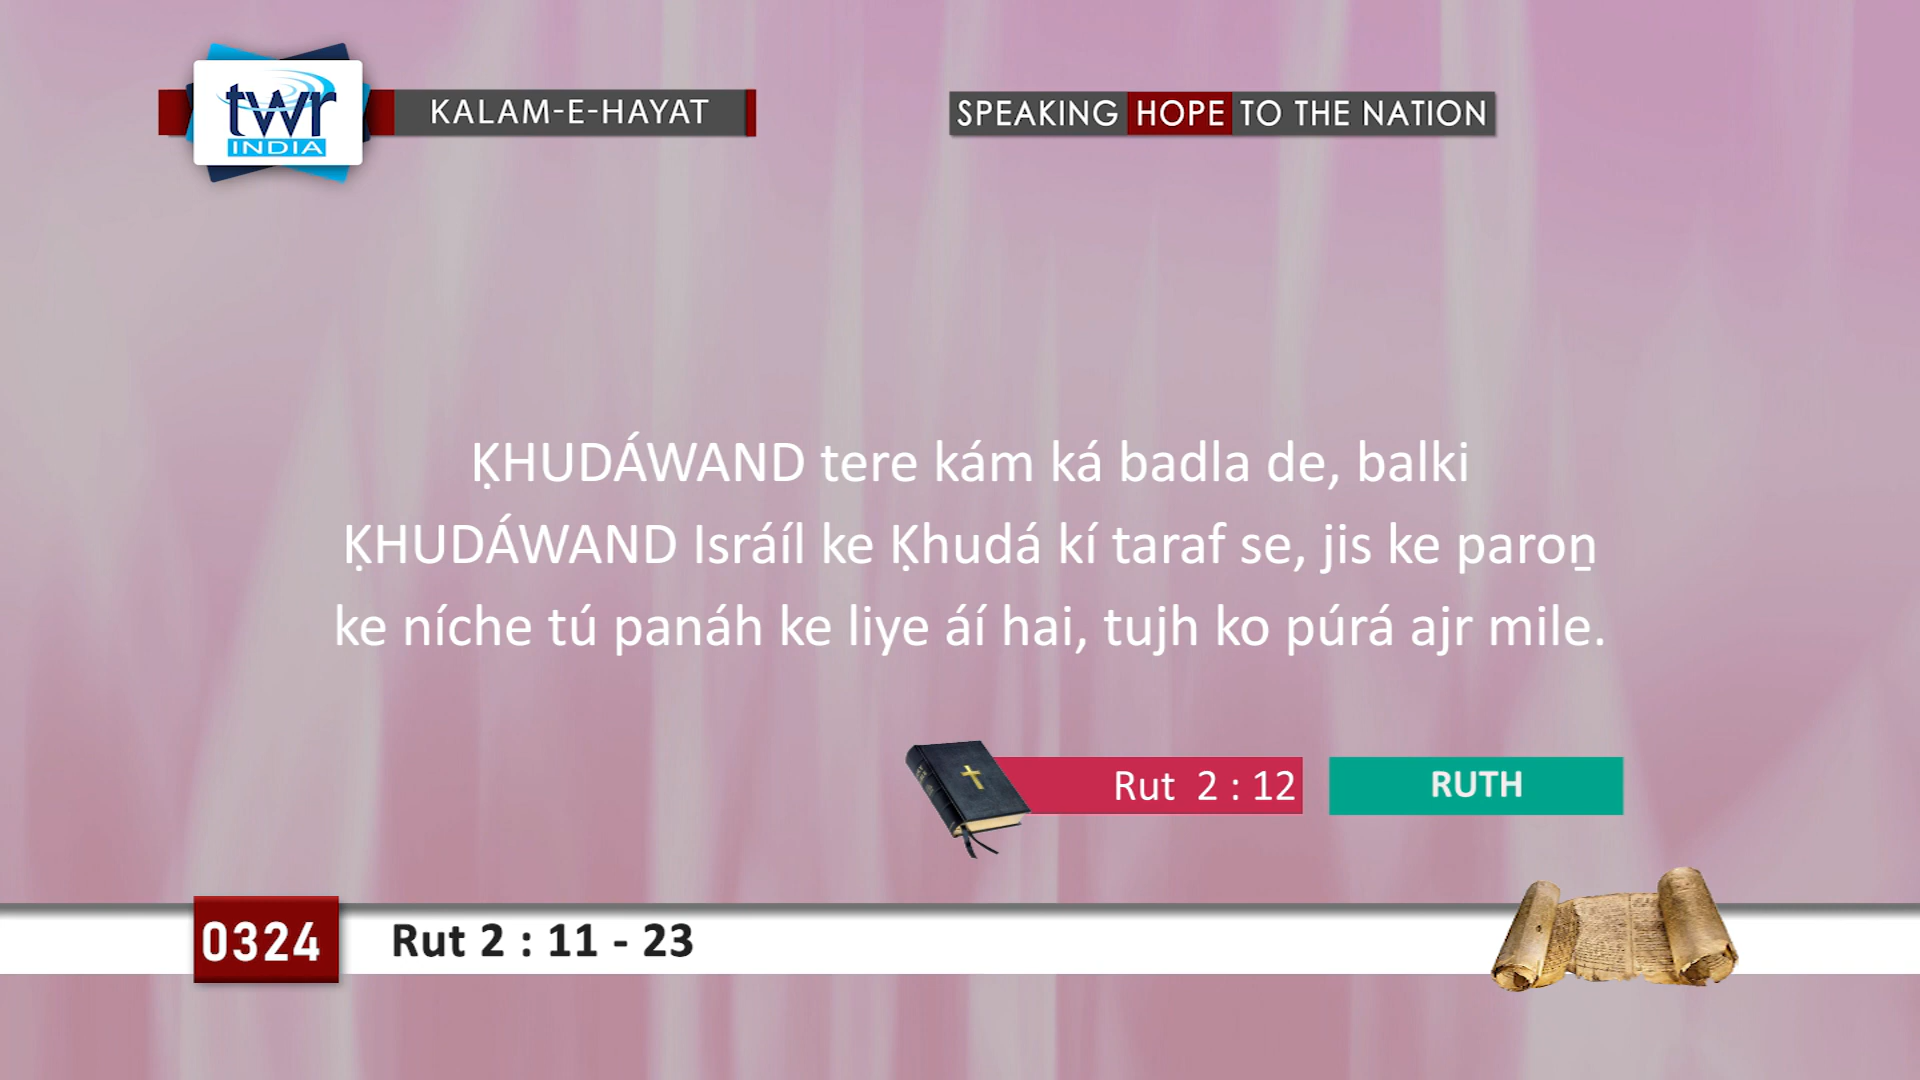 twr
INDIA
KALAM-E-HAYAT
SPEAKING HOPE TO THE NATION
ḲHUDÁWAND tere kám ká badla de, balki
ḲHUDÁWAND Isráíl ke Ḳhudá kí taraf se, jis ke paroṉ
ke níche tú panáh ke liye áí hai, tujh ko púrá ajr mile.
Rut 2 : 12
RUTH
0324
Rut 2 : 11 - 23